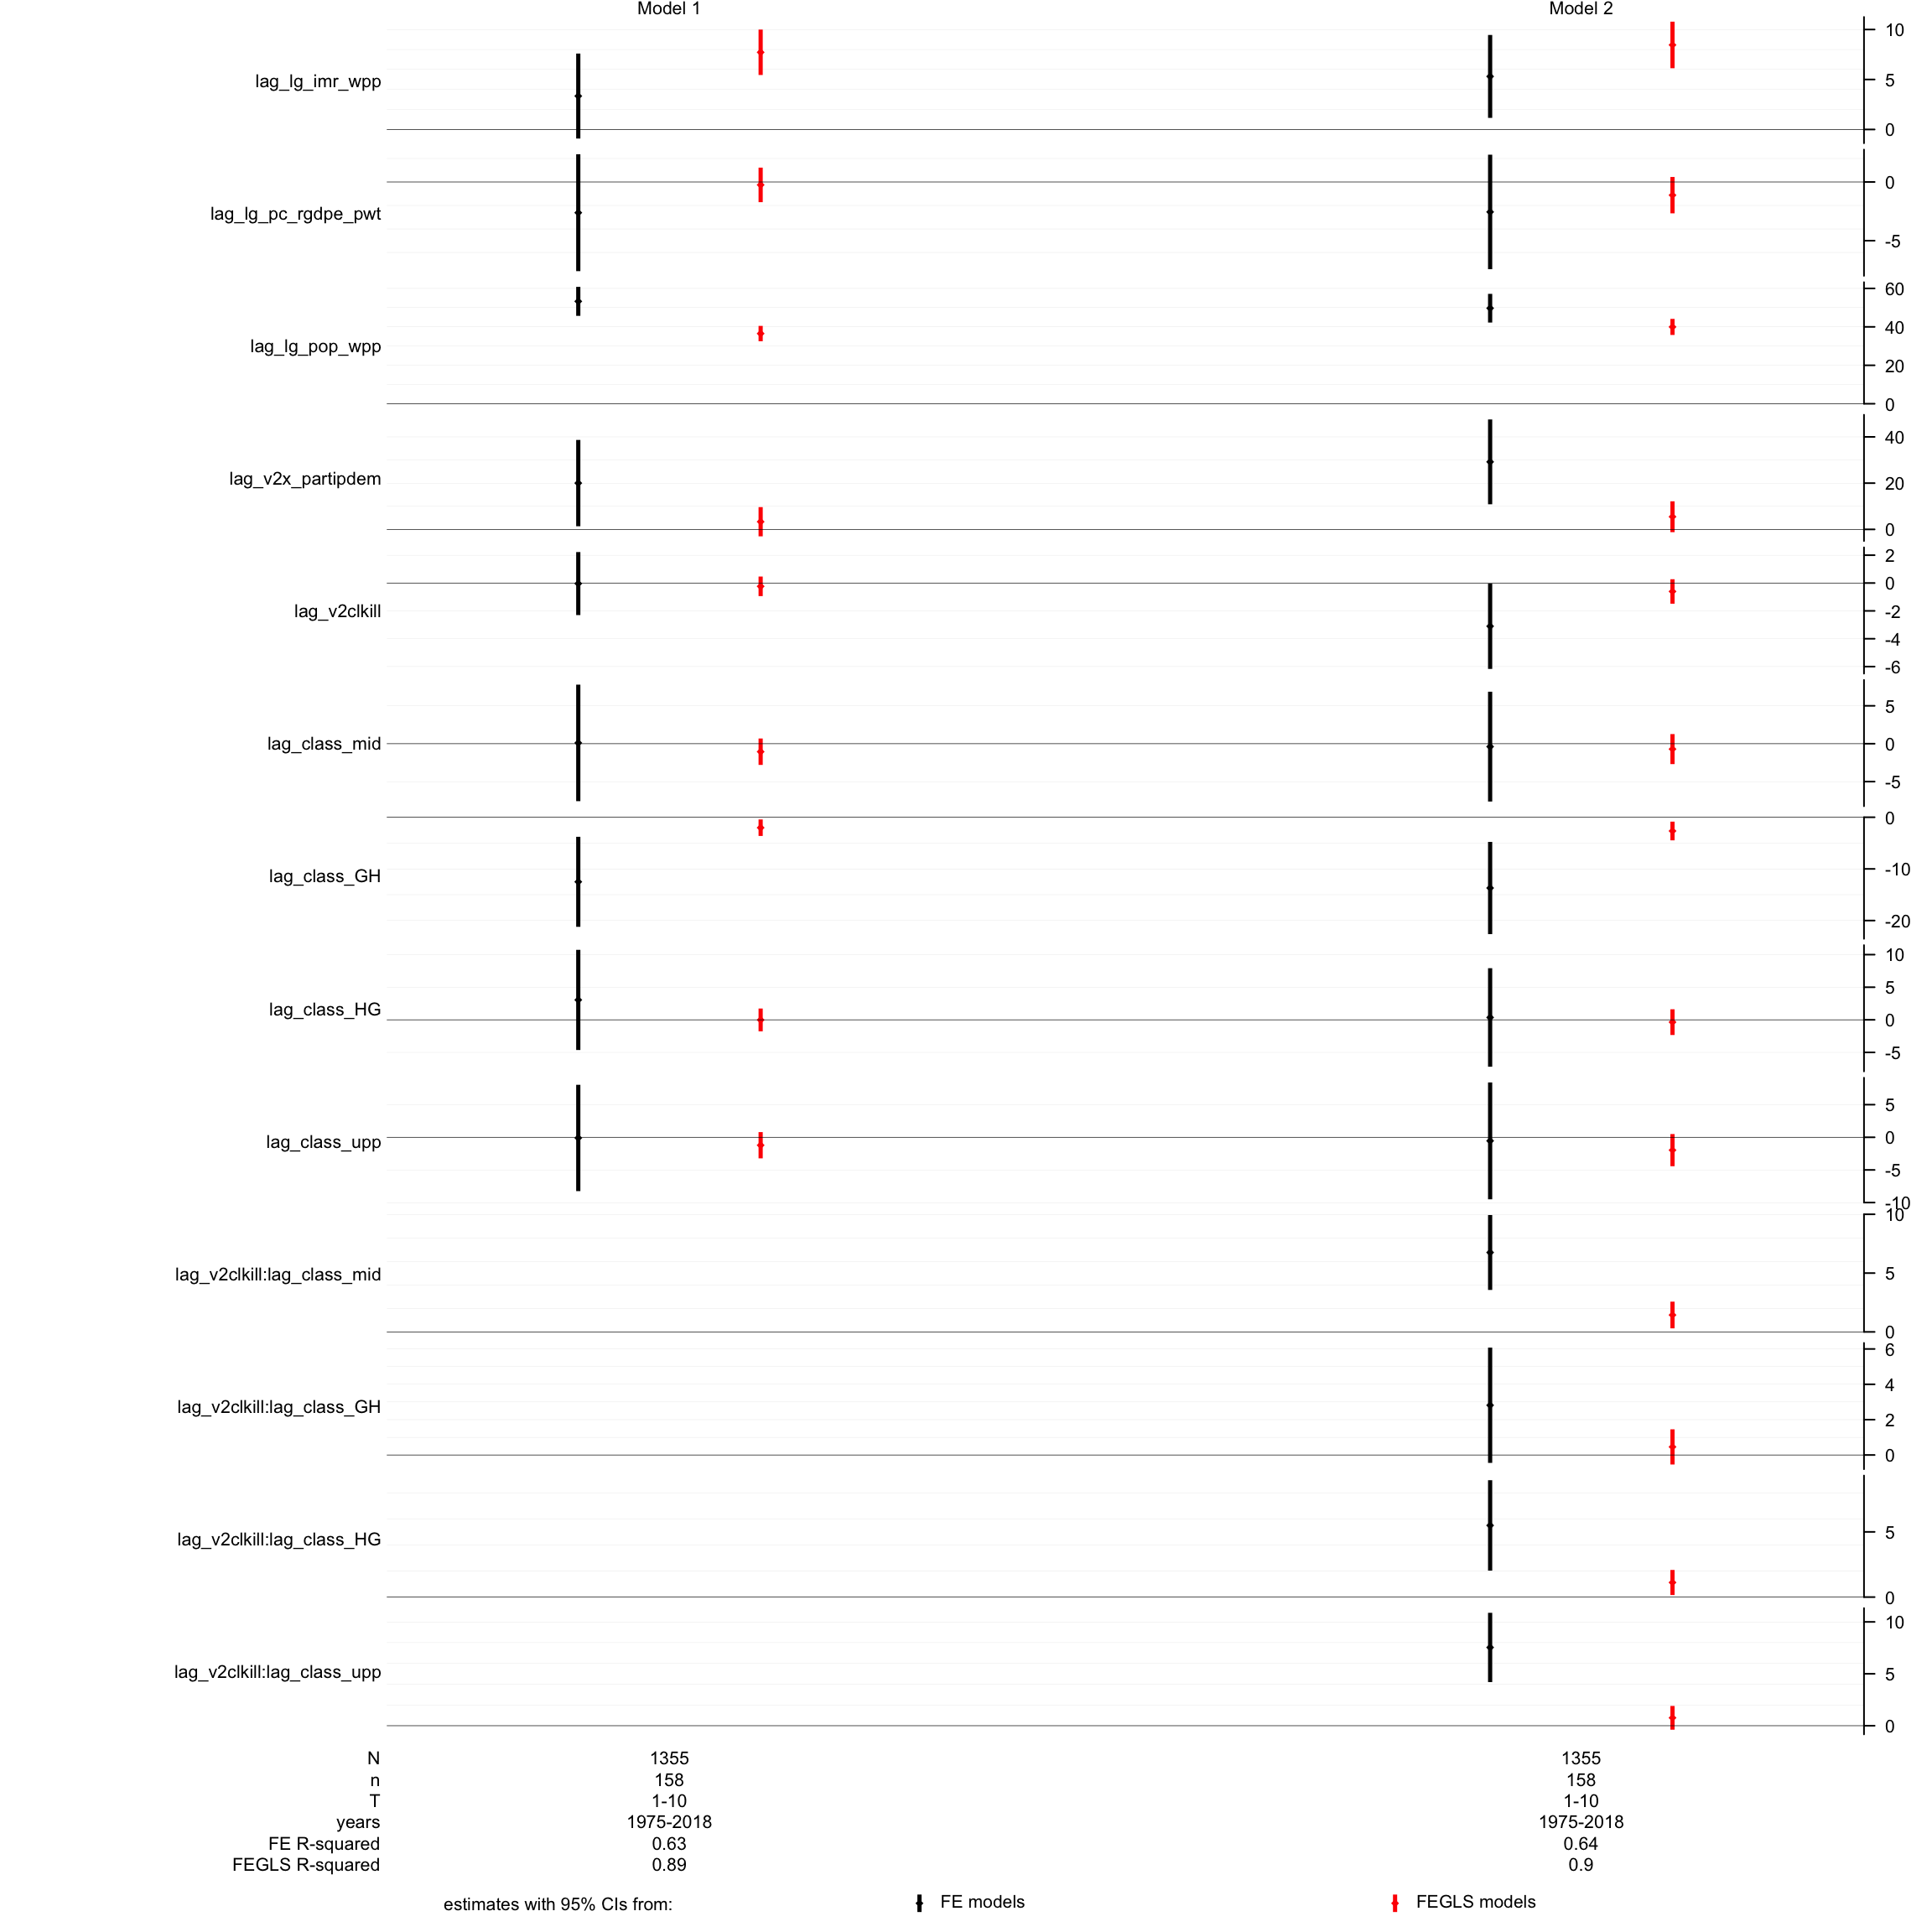 Model 1 Model 2
lag_lg_imr_wpp
10
5
0
lag_lg_pc_rgdpe_pwt
0
-5
lag_lg_pop_wpp
60
40
20
0
lag_v2x_partipdem
40
20
0
lag_v2clkill
2
0
-2
-4
-6
lag_class_mid
5
0
-5
lag_class_GH
0
-10
-20
lag_class_HG
10
5
0
-5
lag_class_upp
5
0
-5
-10
lag_v2clkill:lag_class_mid
10
5
0
lag_v2clkill:lag_class_GH
6
4
2
0
lag_v2clkill:lag_class_HG
5
0
lag_v2clkill:lag_class_upp
10
5
0
N 1355 1355
n 158 158
T 1-10 1-10
years 1975-2018 1975-2018
FE R-squared 0.63 0.64
FEGLS R-squared 0.89 0.9
estimates with 95% CIs from: FE models FEGLS models